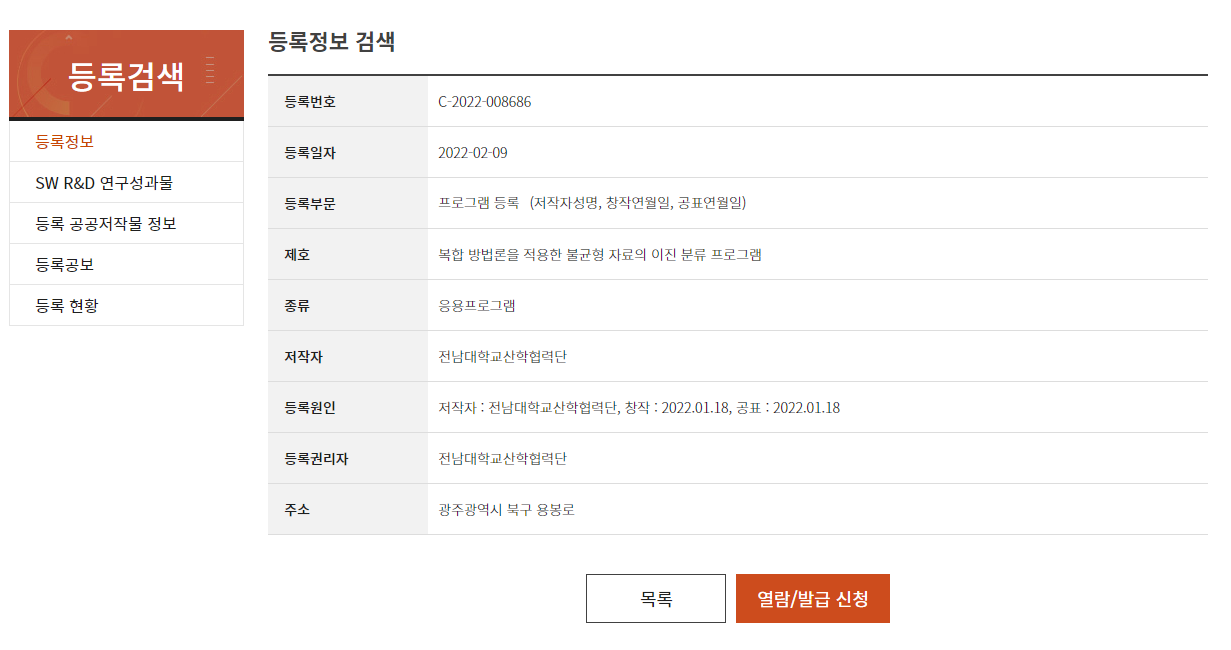 등록검색
등록정보
SW R&D 연구성과물
등록 공공저작물 정보
등록공보
등록 현황
등록정보 검색
등록번호 C-2022-008686
등록일자 2022-02-09
등록부문 프로그램 등록 (저작자성명, 창작연월일, 공표연월일)
제호 복합 방법론을 적용한 불균형 자료의 이진 분류 프로그램
종류 응용프로그램
저작자 전남대학교산학협력단
등록원인 저작자 : 전남대학교산학협력단, 창작 : 2022.01.18, 공표 : 2022.01.18
등록권리자 전남대학교산학협력단
주소 광주광역시 북구 용봉로
목록 열람/발급 신청